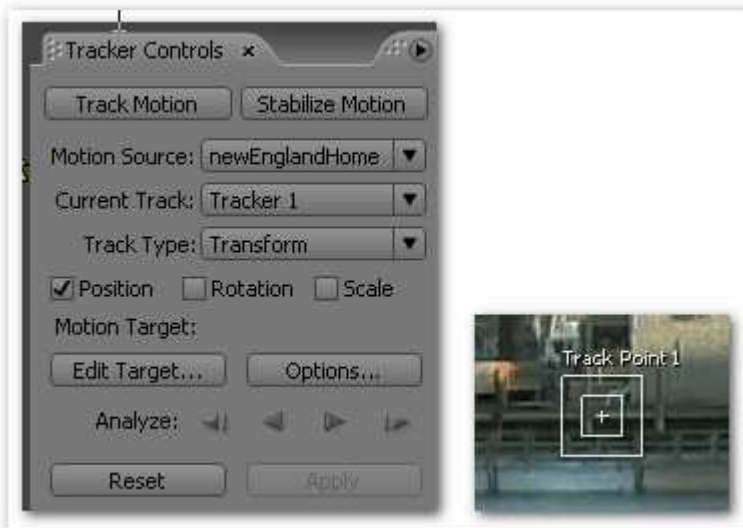 Tracker Controls
Track Motion Stabilize Motion
Motion Source: newEnglandHome
Current Track: Tracker 1
Track Type: Transform
Position Rotation Scale
Motion Target:
Edit Target... Options...
Analyze:
Reset Apply
Track Point 1